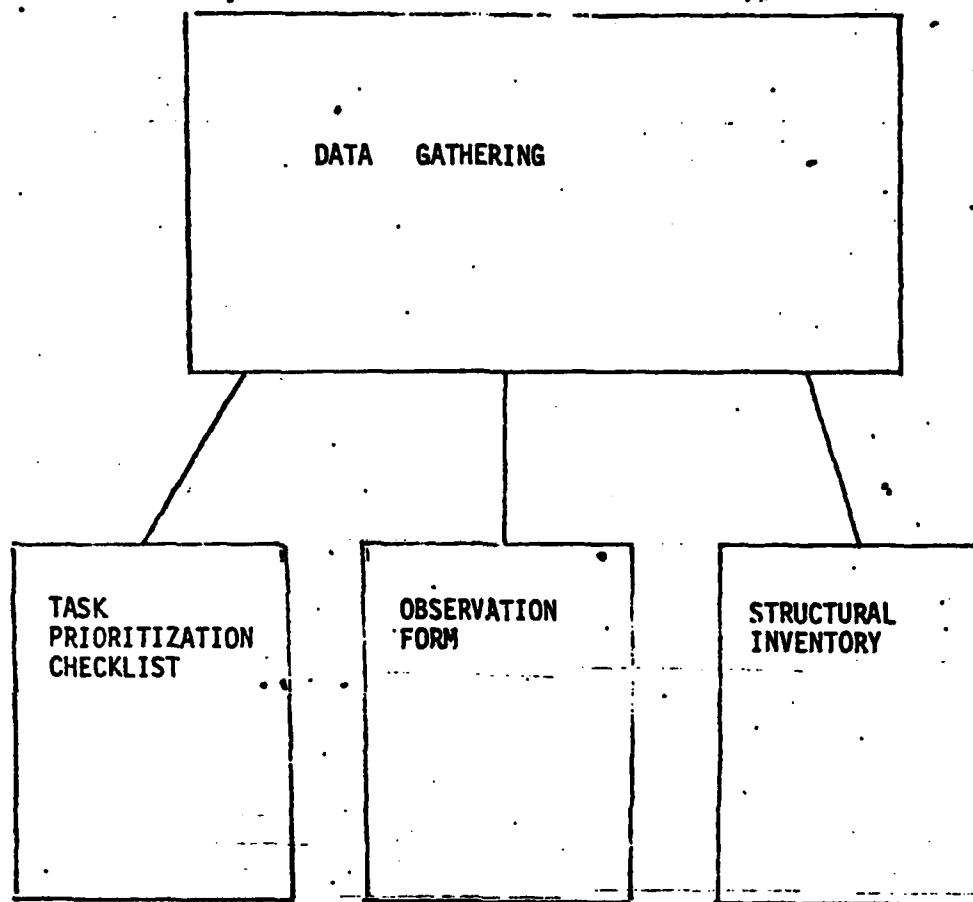 DATA GATHERING
TASK
PRIORITIZATION
CHECKLIST
OBSERVATION
FORM
STRUCTURAL
INVENTORY